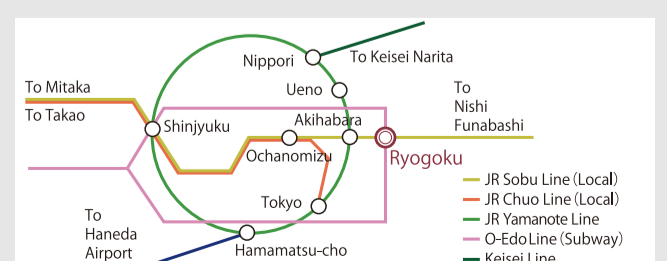 Nippori
To Keisei Narita
Ueno
To Mitaka
To Takao
To
Nishi
Funabashi
Akihabara
Shinjyuku
Ochanomizu
Ryogoku
JR Sobu Line (Local)
JR Chuo Line (Local)
Tokyo
JR Yamanote Line
To
Haneda
Airport
O-Edo Line (Subway)
Hamamatsu-cho
Keisei Line